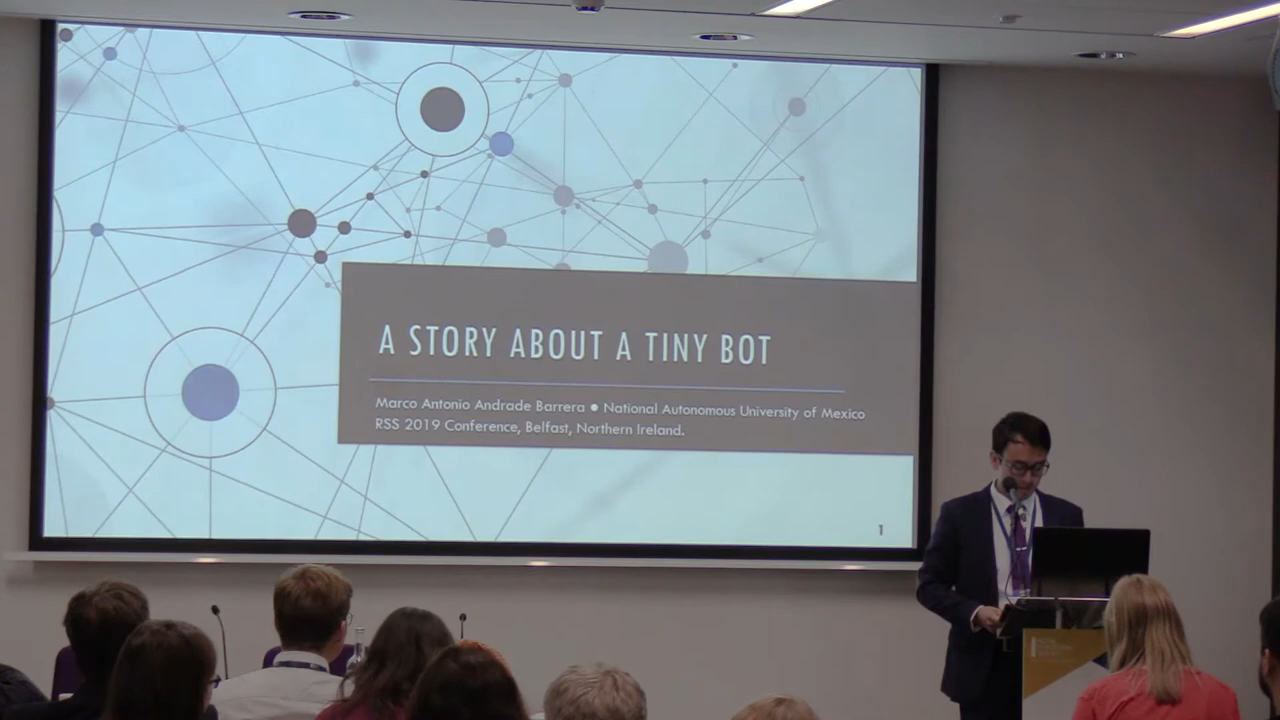 A STORY ABOUT A TINY BOT
Marco Antonio Andrade Barrera ● National Autonomous University of Mexico
RSS 2019 Conference, Belfast, Northern Ireland.
1